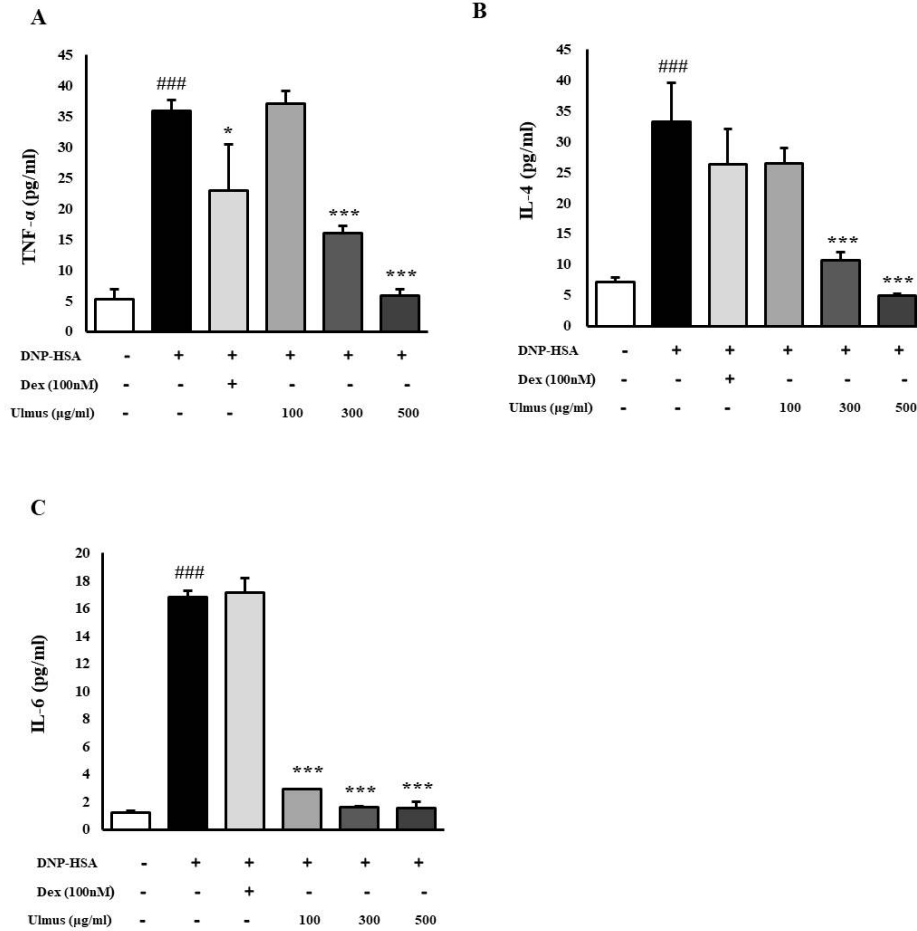 A
45
40
35
30
25
20
15
10
5
0
TNF-α (pg/ml)
###
*
***
***
DNP-HSA - + + + + +
Dex (100nM) - - + - - -
Ulmus (μg/ml) - - - 100 300 500
B
45
40
35
30
25
20
15
10
5
0
IL-4 (pg/ml)
###
***
***
DNP-HSA - + + + + +
Dex (100nM) - - + - - -
Ulmus (μg/ml) - - - 100 300 500
C
20
18
16
14
12
10
8
6
4
2
0
IL-6 (pg/ml)
###
***
***
***
DNP-HSA - + + + + +
Dex (100nM) - - + - - -
Ulmus (μg/ml) - - - 100 300 500